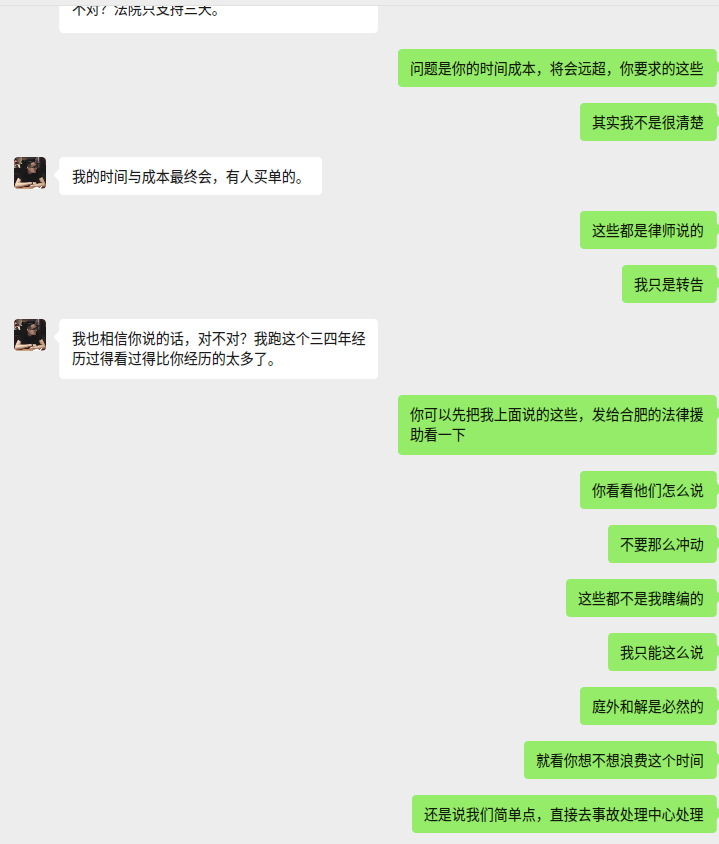 不对？法院只支持三天。
问题是你的时间成本，将会远超，你要求的这些
其实我不是很清楚
我的时间与成本最终会，有人买单的。
这些都是律师说的
我只是转告
我也相信你说的话，对不对？我跑这个三四年经
历过得看过得比你经历的太多了。
你可以先把我上面说的这些，发给合肥的法律援
助看一下
你看看他们怎么说
不要那么冲动
这些都不是我瞎编的
我只能这么说
庭外和解是必然的
就看你想不想浪费这个时间
还是说我们简单点，直接去事故处理中心处理